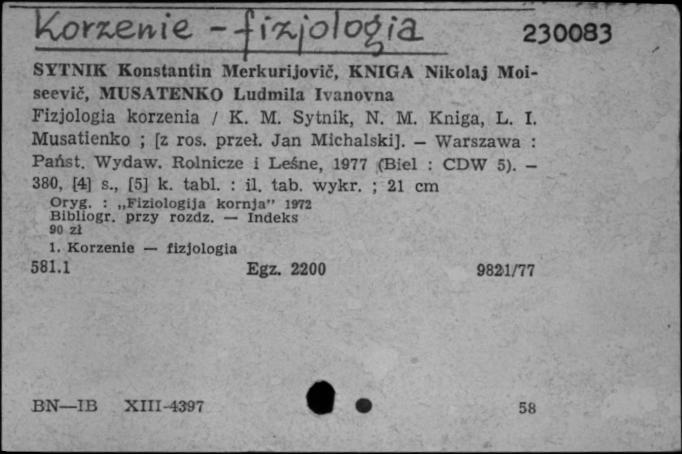 Korzenie - fizjologia
230083
SYTNIK Konstantin Merkurijovič, KNIGA Nikolaj Moi-
seevič, MUSATENKO Ludmila Ivanovna
Fizjologia korzenia / K. M. Sytnik, N. M. Kniga, L. I.
Musatienko ; [z ros. przeł. Jan Michalski]. — Warszawa :
Państ. Wydaw. Rolnicze i Leśne, 1977 (Biel : CDW 5). —
380, [4] s., [5] k. tabl. : il. tab. wykr. ; 21 cm
Oryg. : „Fiziologija kornja" 1972
Bibliogr. przy rozdz. — Indeks
90 zł
1. Korzenie — fizjologia
581.1 Egz. 2200 9821/77
BN—IB XIII-4397 58